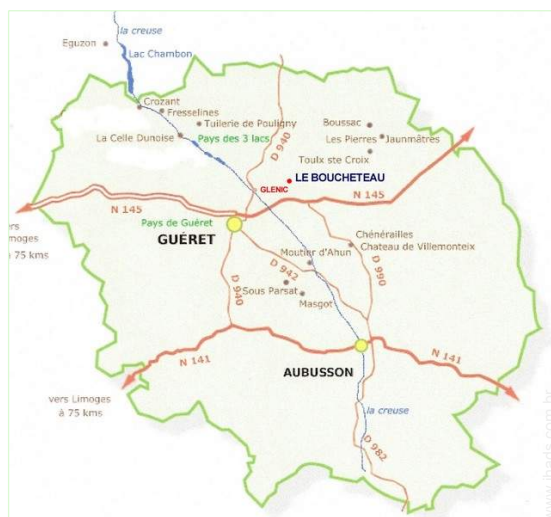 la creuse
Eguzon
Lac Chambon
Crozant
Fresselines
Tuilerie de Pouligny
Boussac
La Celle Dunoise
Pays des 3 lacs
D 940
Les Pierres Jaunmâtres
Toulx ste Croix
LE BOUCHETEAU
GLENIC
N 145
N 145
Pays de Guéret
vers
Limoges
à 75 kms
GUÉRET
Chénérailles
Chateau de Villemonteix
Moutier d'Ahun
D 942
D 990
D 940
Sous Parsat
Masgot
N 141
N 141
AUBUSSON
vers Limoges
à 75 kms
la creuse
D 982